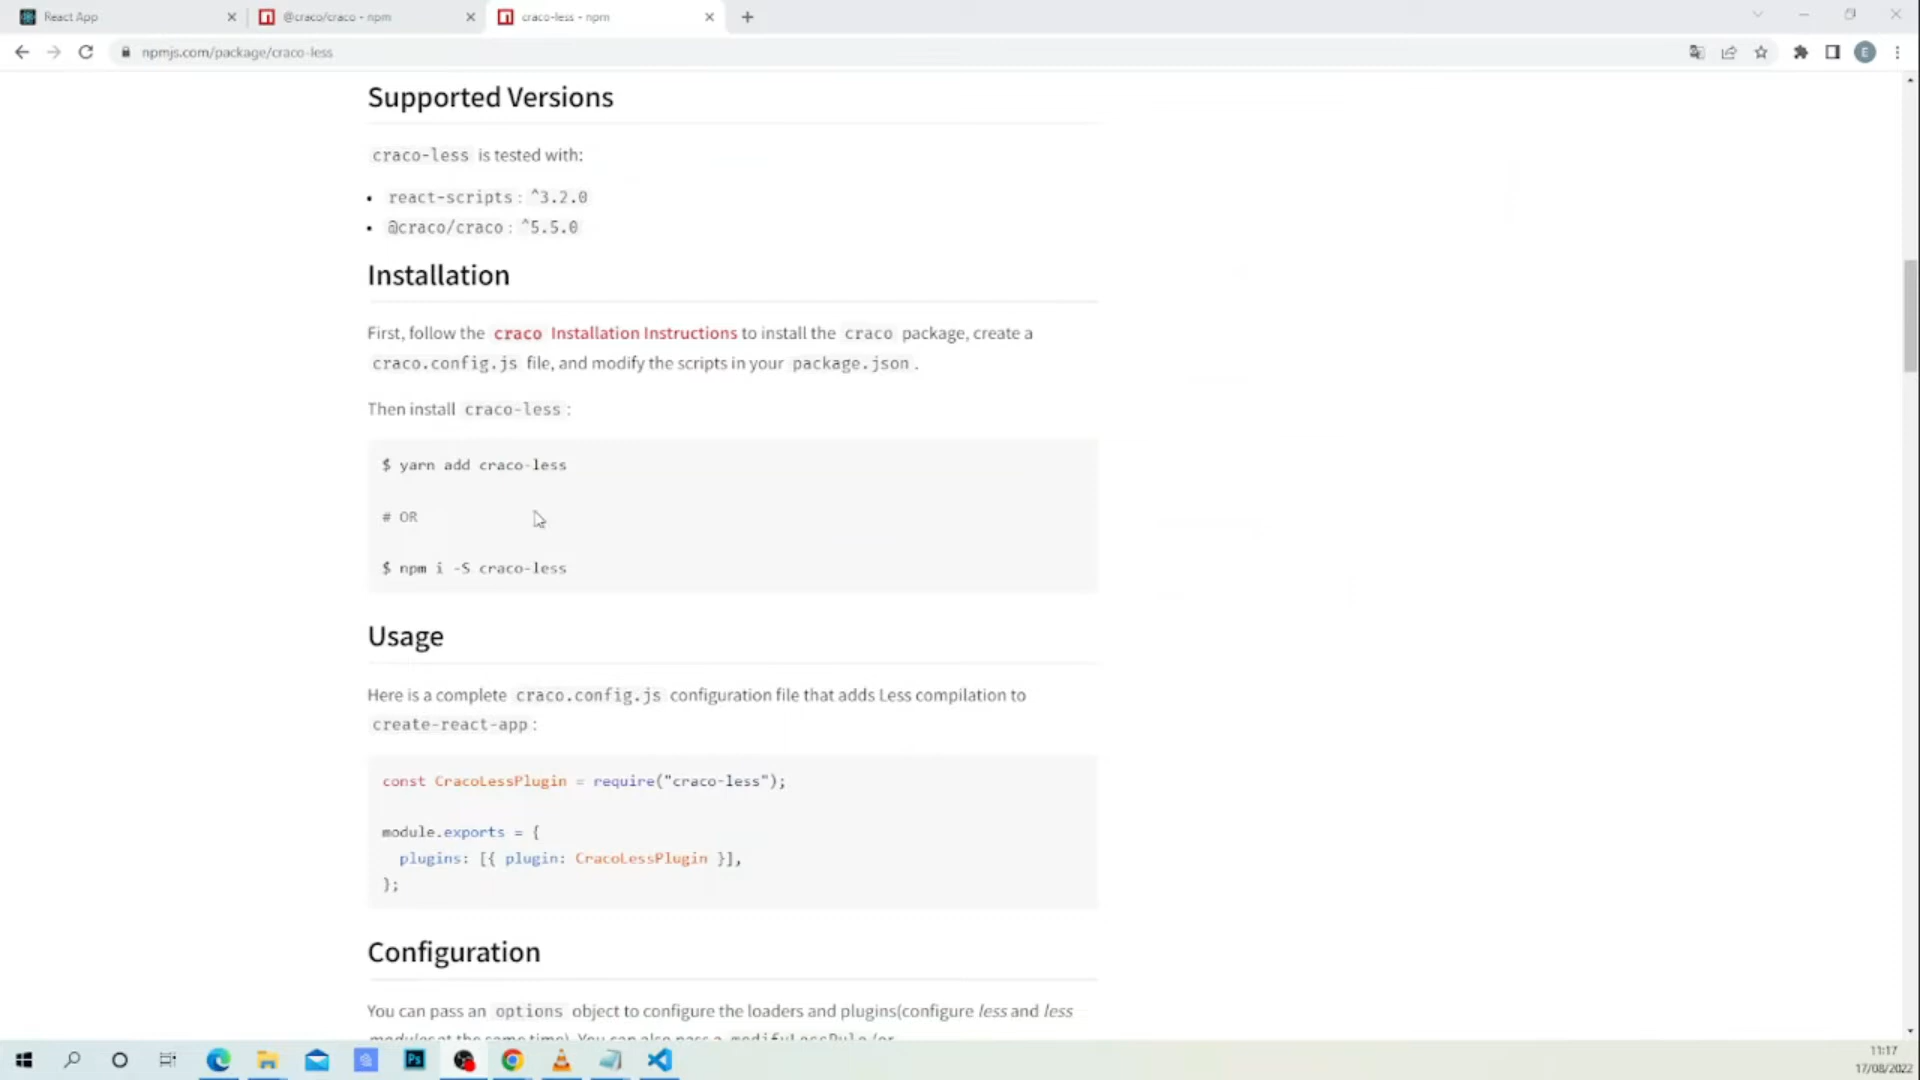 React App
@craco/craco - npm
craco-less - npm
npmjs.com/package/craco-less
E
Supported Versions
craco-less is tested with:
• react-scripts : ^3.2.0
• @craco/craco : ^5.5.0
Installation
First, follow the craco Installation Instructions to install the craco package, create a
craco.config.js file, and modify the scripts in your package.json .
Then install craco-less :
$ yarn add craco-less
# OR
$ npm i -S craco-less
Usage
Here is a complete craco.config.js configuration file that adds Less compilation to
create-react-app :
const CracoLessPlugin = require("craco-less");
module.exports = {
plugins: [{ plugin: CracoLessPlugin }],
};
Configuration
You can pass an options object to configure the loaders and plugins(configure less and less
modules at the same time). You can also pass a modifyLessRule (or
Ps
11:17
17/08/2022